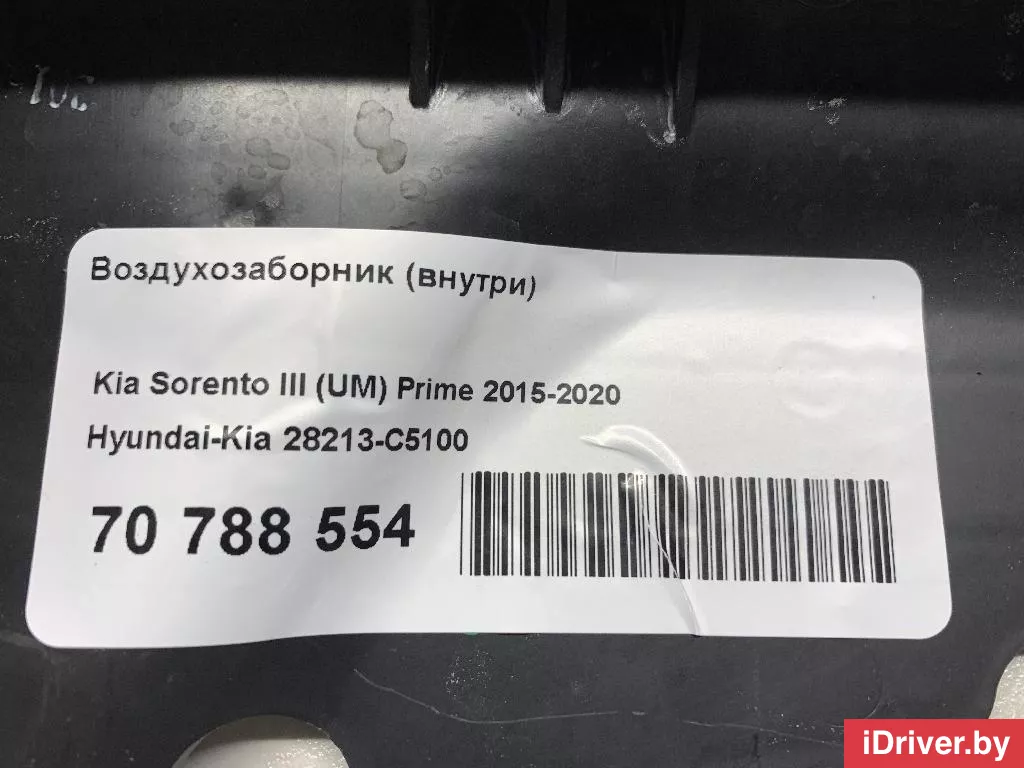 Воздухозаборник (внутри)
Kia Sorento III (UM) Prime 2015-2020
Hyundai-Kia 28213-C5100
70 788 554
iDriver.by